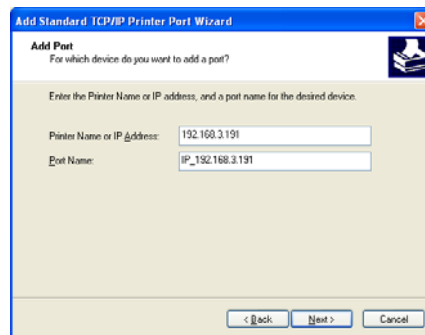 Add Standard TCP/IP Printer Port Wizard
Add Port
For which device do you want to add a port?
Enter the Printer Name or IP address, and a port name for the desired device.
Printer Name or IP Address: 192.168.3.191
Port Name: IP_192.168.3.191
< Back Next > Cancel